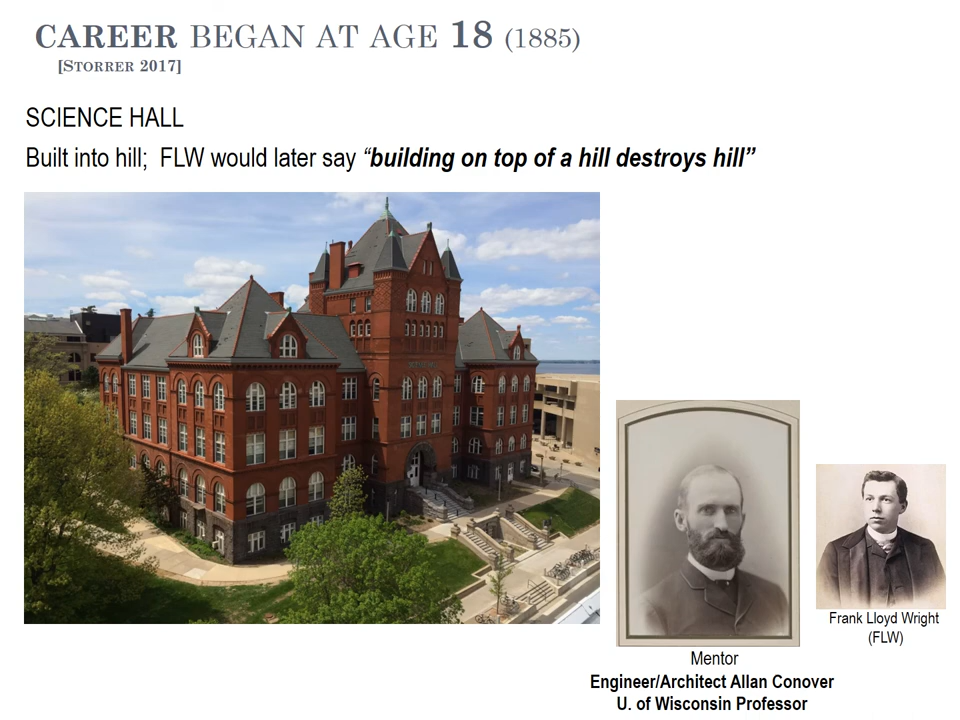 CAREER BEGAN AT AGE 18 (1885)
[STORRER 2017]
SCIENCE HALL
Built into hill;  FLW would later say “building on top of a hill destroys hill”
Mentor
Engineer/Architect Allan Conover
U. of Wisconsin Professor
Frank Lloyd Wright
(FLW)